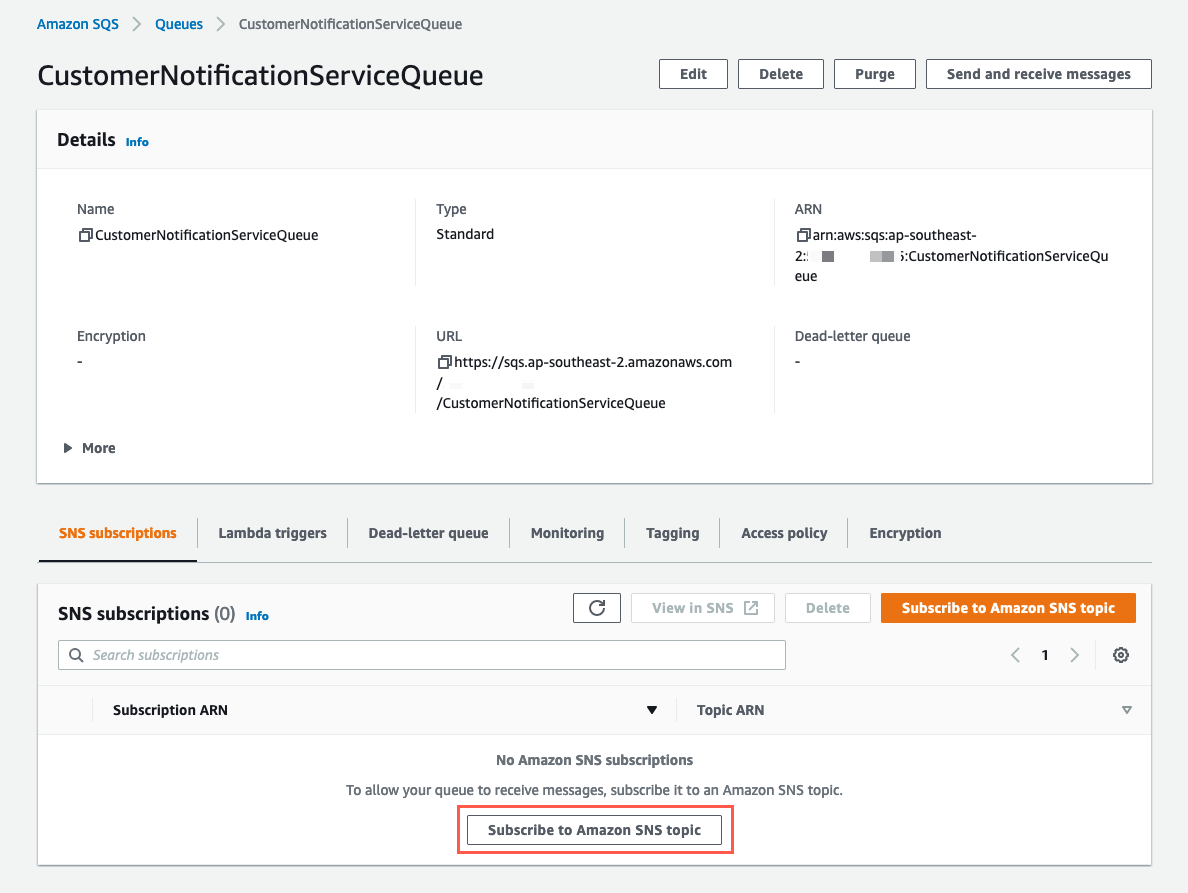 Amazon SQS > Queues > CustomerNotificationServiceQueue
CustomerNotificationServiceQueue
Edit
Delete
Purge
Send and receive messages
Details Info
Name
CustomerNotificationServiceQueue
Type
Standard
ARN
arn:aws:sqs:ap-southeast-
2: :CustomerNotificationServiceQu
eue
Encryption
-
URL
https://sqs.ap-southeast-2.amazonaws.com
/
/CustomerNotificationServiceQueue
Dead-letter queue
-
More
SNS subscriptions
Lambda triggers
Dead-letter queue
Monitoring
Tagging
Access policy
Encryption
SNS subscriptions (0) Info
View in SNS
Delete
Subscribe to Amazon SNS topic
Search subscriptions
1
Subscription ARN
Topic ARN
No Amazon SNS subscriptions
To allow your queue to receive messages, subscribe it to an Amazon SNS topic.
Subscribe to Amazon SNS topic